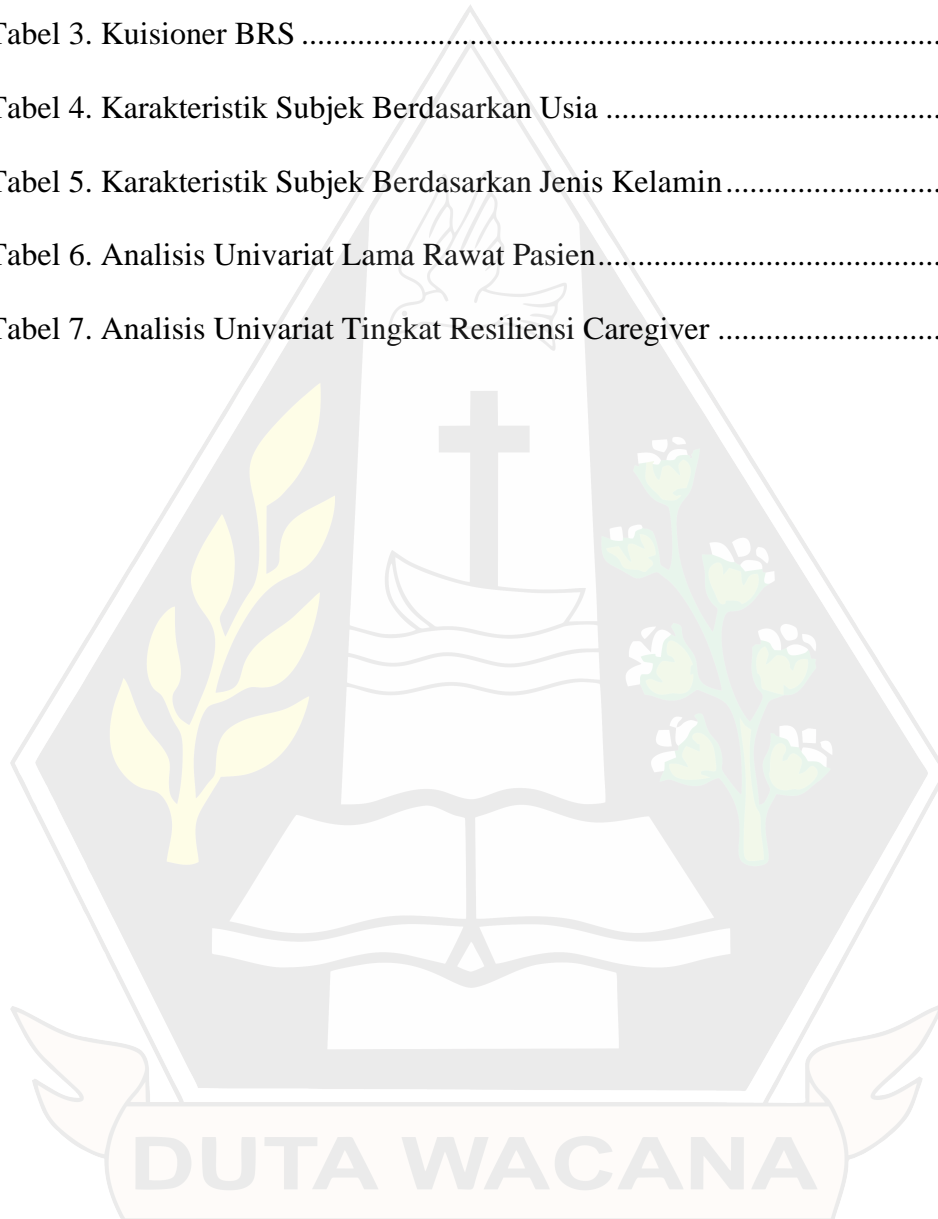 Tabel 3. Kuisioner BRS ................................................................................
Tabel 4. Karakteristik Subjek Berdasarkan Usia ..........................................
Tabel 5. Karakteristik Subjek Berdasarkan Jenis Kelamin ...........................
Tabel 6. Analisis Univariat Lama Rawat Pasien ...........................................
Tabel 7. Analisis Univariat Tingkat Resiliensi Caregiver ............................
DUTA WACANA